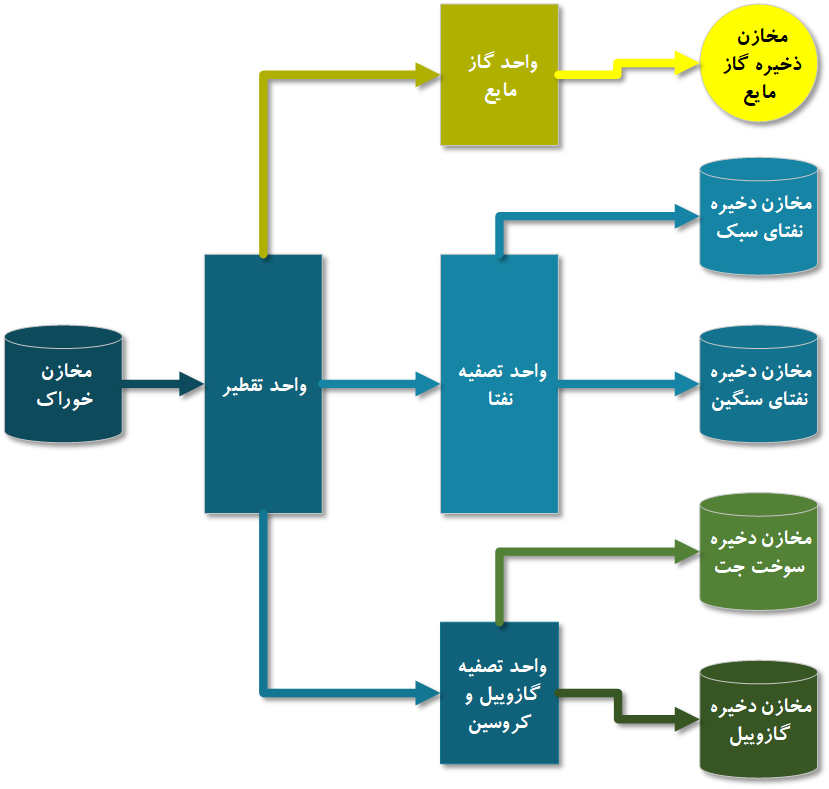 واحد گاز
مایع
مخازن
ذخیره گاز
مایع
مخازن دخیره
نفتای سبک
مخازن
خوراک
واحد تقطیر
واحد تصفیه
نفتا
مخازن دخیره
نفتای سنگین
مخازن دخیره
سوخت جت
واحد تصفیه
گازوییل و
کروسین
مخازن دخیره
گازوییل